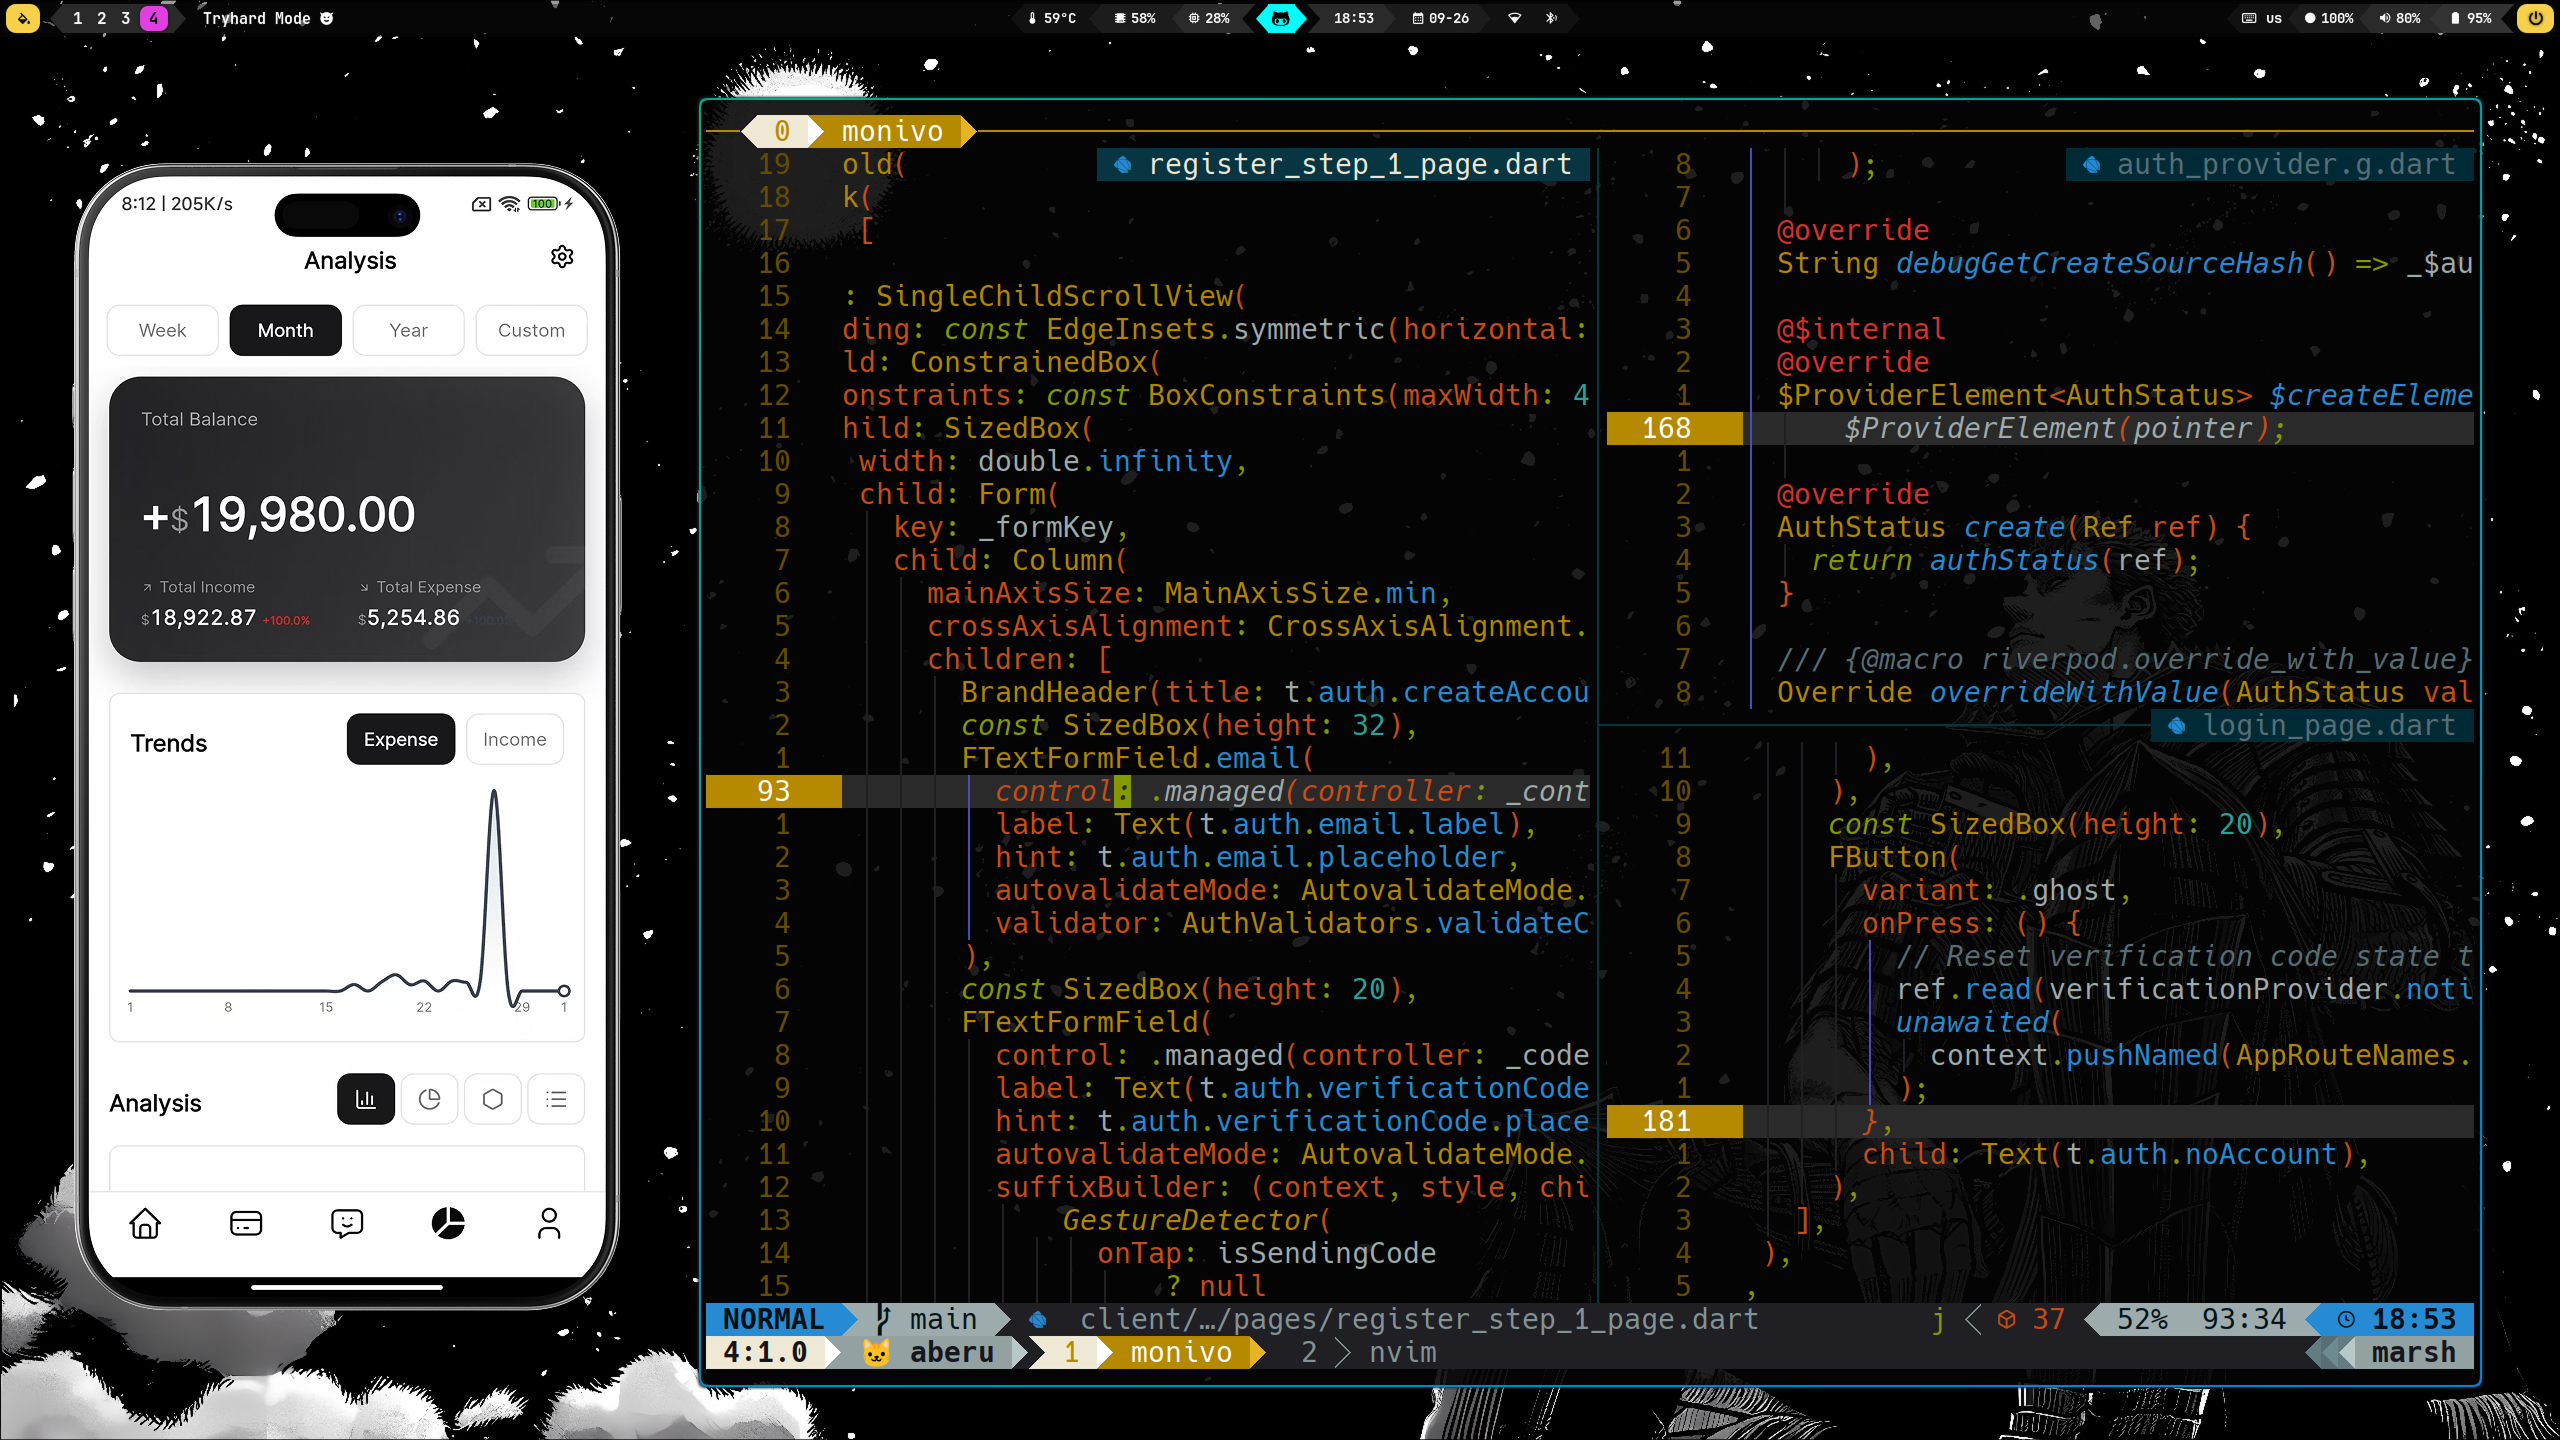 1 2 3 4 Tryhard Mode
59°C 58% 28% 18:53 09-26
us 100% 80% 95%
8:12 | 205K/s
100
Analysis
Week Month Year Custom
Total Balance
+$19,980.00
Total Income Total Expense
$18,922.87 +100.0% $5,254.86 +100.0%
Trends Expense Income
1 8 15 22 29 1
Analysis
0 monivo
register_step_1_page.dart
19 old(
18 k(
17 [
16
15 : SingleChildScrollView(
14 ding: const EdgeInsets.symmetric(horizontal:
13 ld: ConstrainedBox(
12 onstraints: const BoxConstraints(maxWidth: 4
11 hild: SizedBox(
10 width: double.infinity,
9 child: Form(
8 key: _formKey,
7 child: Column(
6 mainAxisSize: MainAxisSize.min,
5 crossAxisAlignment: CrossAxisAlignment.
4 children: [
3 BrandHeader(title: t.auth.createAccou
2 const SizedBox(height: 32),
1 FTextFormField.email(
93 control: .managed(controller: _cont
1 label: Text(t.auth.email.label),
2 hint: t.auth.email.placeholder,
3 autovalidateMode: AutovalidateMode.
4 validator: AuthValidators.validateC
5 ),
6 const SizedBox(height: 20),
7 FTextFormField(
8 control: .managed(controller: _code
9 label: Text(t.auth.verificationCode
10 hint: t.auth.verificationCode.place
11 autovalidateMode: AutovalidateMode.
12 suffixBuilder: (context, style, chi
13 GestureDetector(
14 onTap: isSendingCode
15 ? null
auth_provider.g.dart
8 );
7
6 @override
5 String debugGetCreateSourceHash() => _$au
4
3 @$internal
2 @override
1 $ProviderElement<AuthStatus> $createEleme
168 $ProviderElement(pointer);
1
2 @override
3 AuthStatus create(Ref ref) {
4 return authStatus(ref);
5 }
6
7 /// {@macro riverpod.override_with_value}
8 Override overrideWithValue(AuthStatus val
login_page.dart
11 ),
10 ),
9 const SizedBox(height: 20),
8 FButton(
7 variant: .ghost,
6 onPress: () {
5 // Reset verification code state t
4 ref.read(verificationProvider.noti
3 unawaited(
2 context.pushNamed(AppRouteNames.
1 );
181 },
1 child: Text(t.auth.noAccount),
2 ),
3 ],
4 ),
5 ,
NORMAL main client/…/pages/register_step_1_page.dart j 37 52% 93:34 18:53
4:1.0 aberu 1 monivo 2 nvim marsh